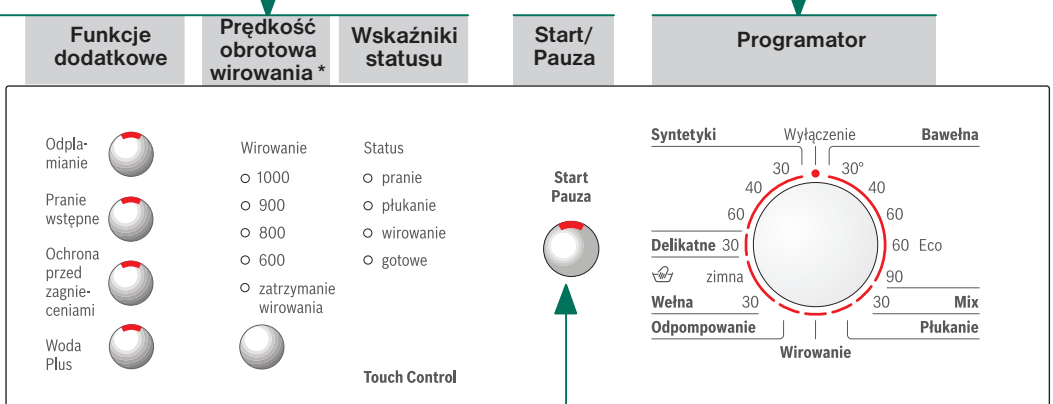 Funkcje
dodatkowe
Prędkość
obrotowa
wirowania *
Wskaźniki
statusu
Start/
Pauza
Programator
Odpla-
mianie
Pranie
wstępne
Ochrona
przed
zagnie-
ceniami
Woda
Plus
Wirowanie
1000
900
800
600
zatrzymanie
wirowania
Status
pranie
płukanie
wirowanie
gotowe
Touch Control
Start
Pauza
Syntetyki
Wyłączenie
Bawełna
30
30°
40
40
60
60
Delikatne 30
60 Eco
zimna
90
Wełna 30
30 Mix
Odpompowanie
Płukanie
Wirowanie